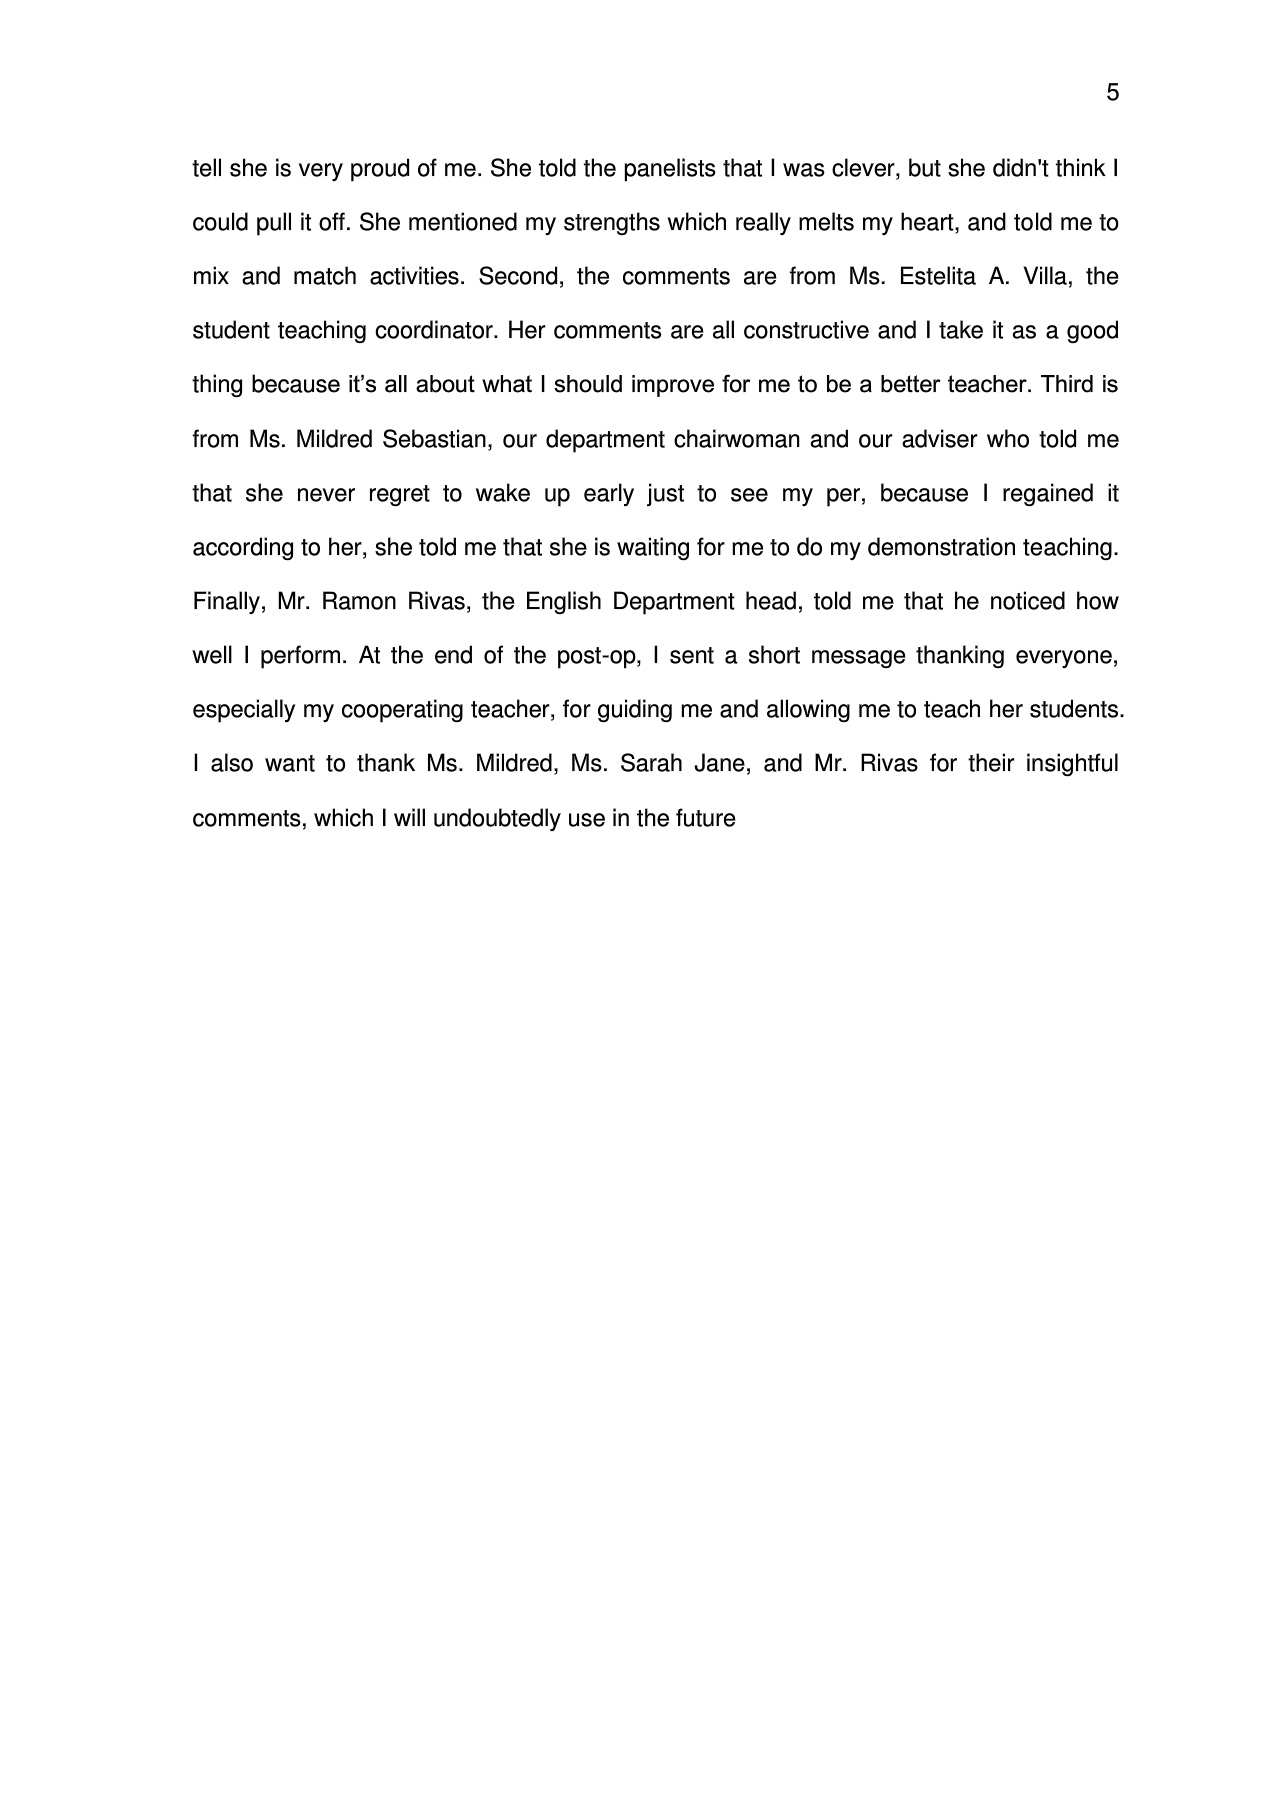 5
tell she is very proud of me. She told the panelists that I was clever, but she didn't think I
could pull it off. She mentioned my strengths which really melts my heart, and told me to
mix and match activities. Second, the comments are from Ms. Estelita A. Villa, the
student teaching coordinator. Her comments are all constructive and I take it as a good
thing because it’s all about what I should improve for me to be a better teacher. Third is
from Ms. Mildred Sebastian, our department chairwoman and our adviser who told me
that she never regret to wake up early just to see my per, because I regained it
according to her, she told me that she is waiting for me to do my demonstration teaching.
Finally, Mr. Ramon Rivas, the English Department head, told me that he noticed how
well I perform. At the end of the post-op, I sent a short message thanking everyone,
especially my cooperating teacher, for guiding me and allowing me to teach her students.
I also want to thank Ms. Mildred, Ms. Sarah Jane, and Mr. Rivas for their insightful
comments, which I will undoubtedly use in the future